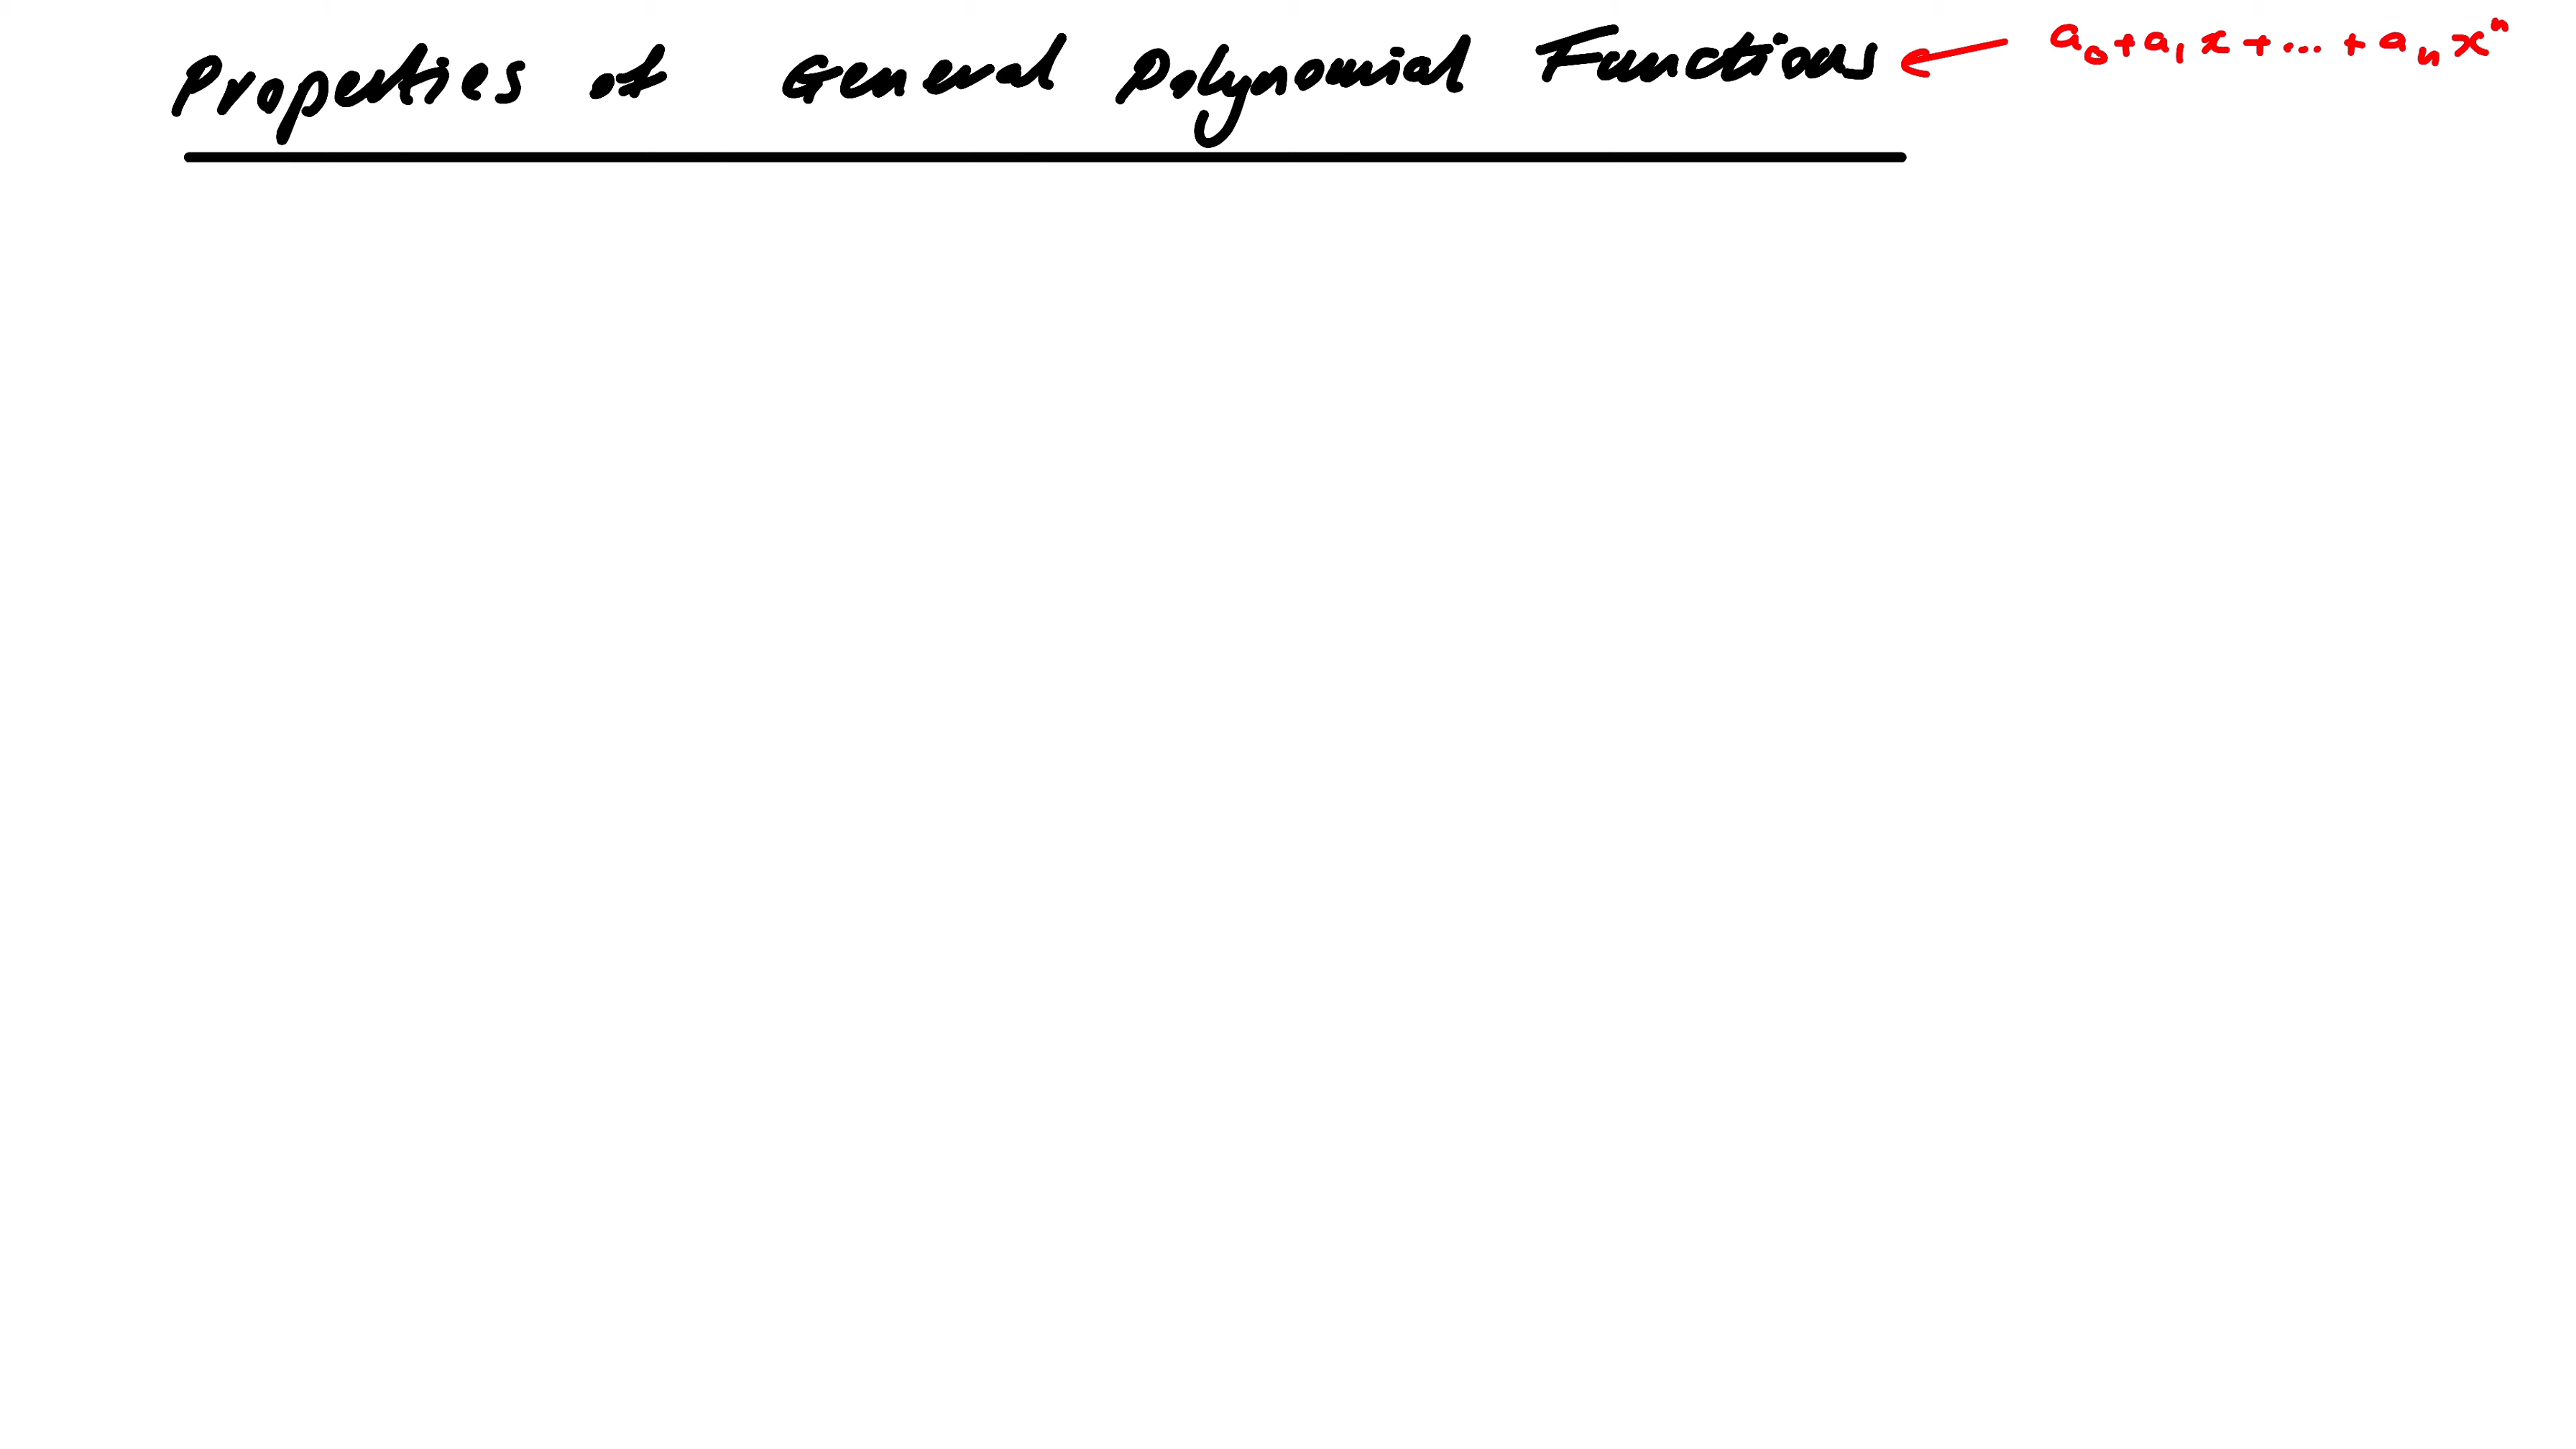 Properties of General Polynomial Functions ← a₀+a₁x+...+aₙxⁿ